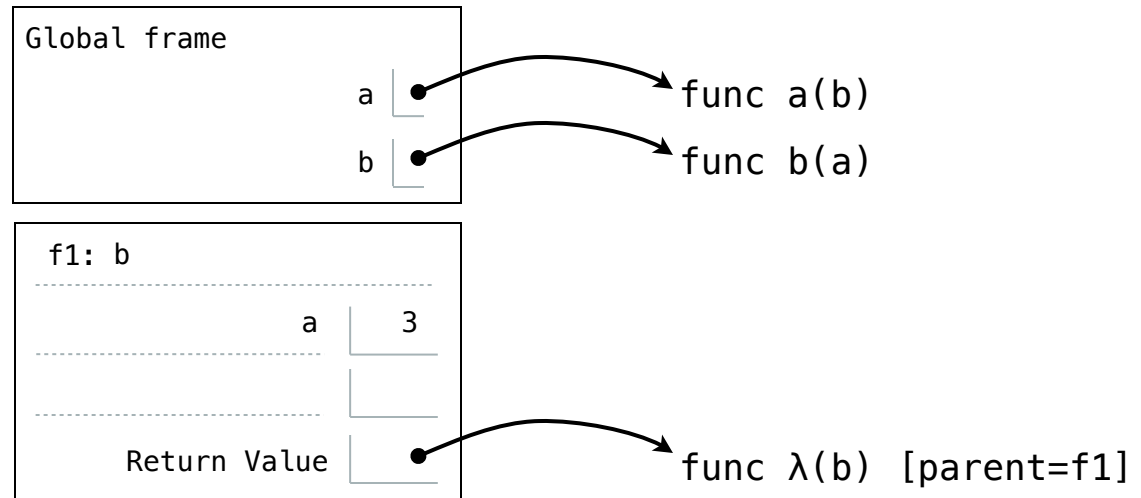 Global frame
a func a(b)
b func b(a)
f1: b
a 3
Return Value func λ(b) [parent=f1]